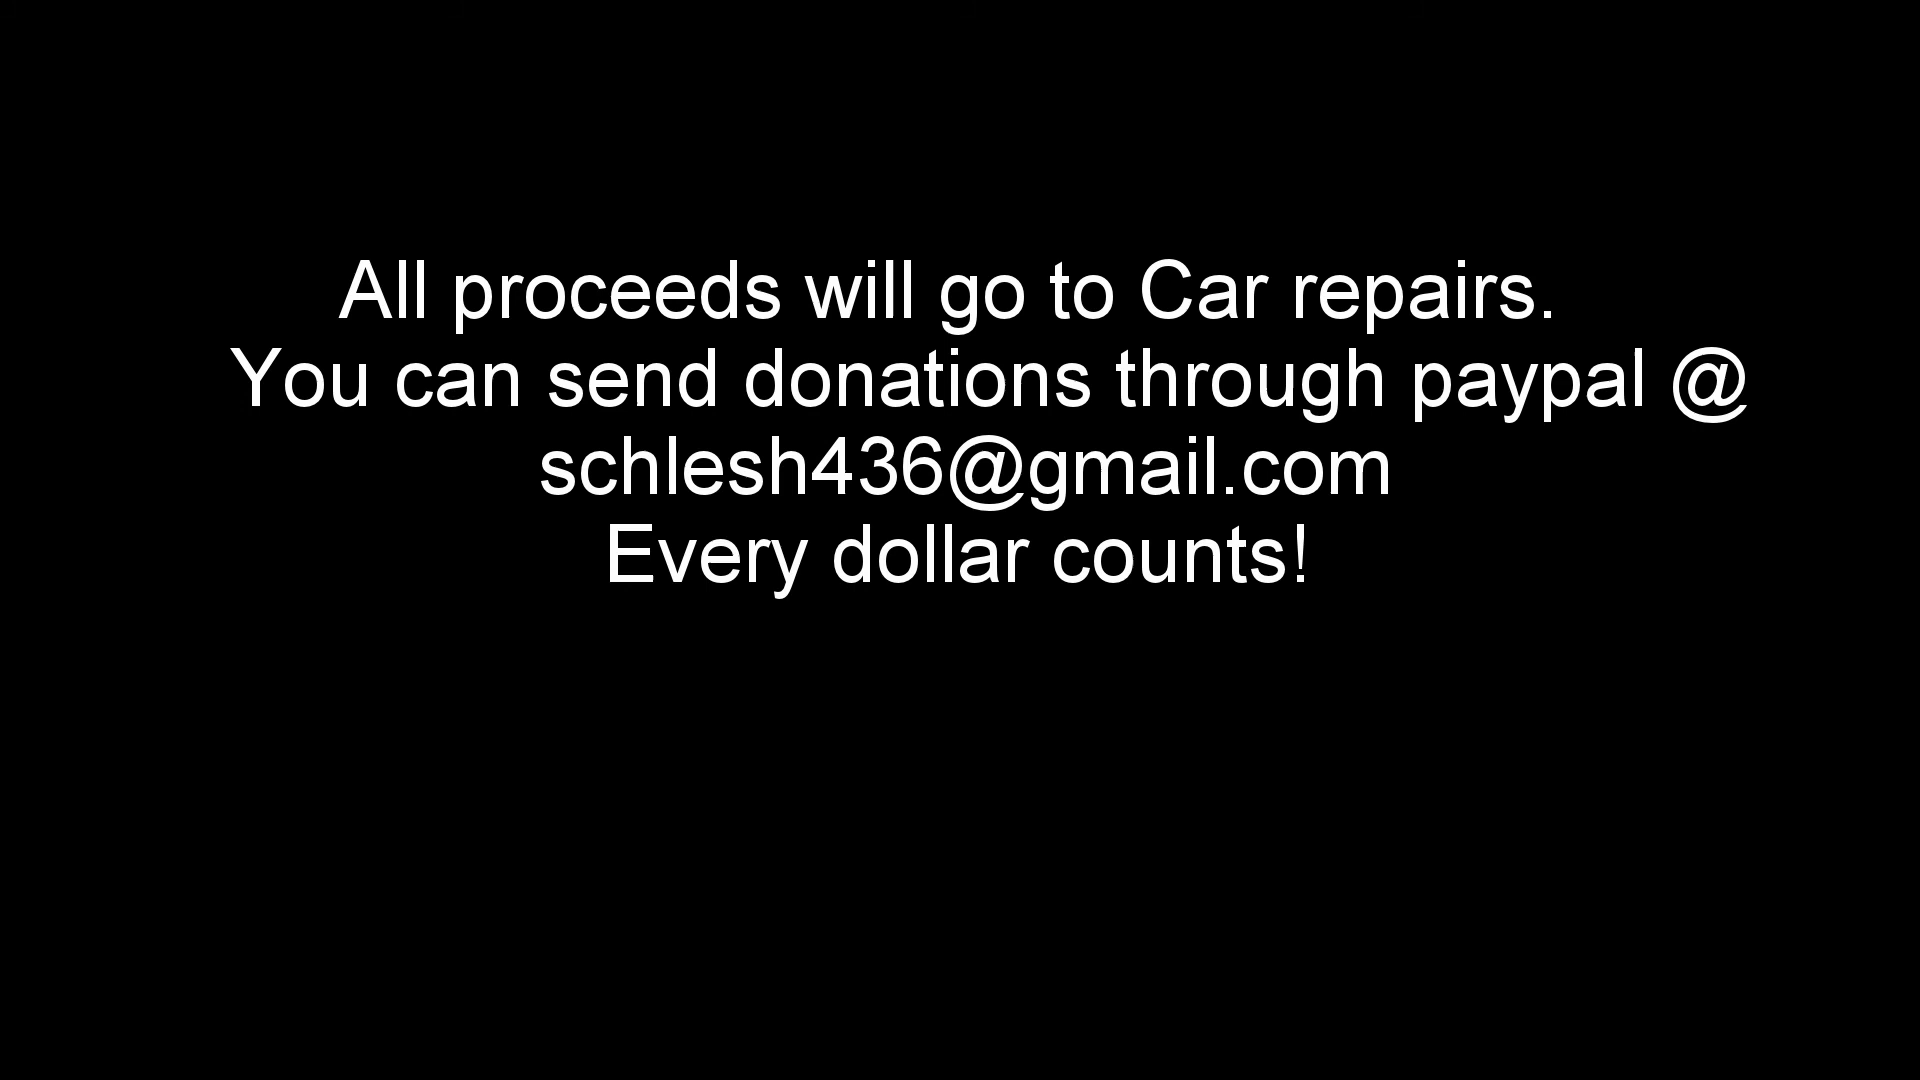 All proceeds will go to Car repairs.
You can send donations through paypal @
schlesh436@gmail.com
Every dollar counts!